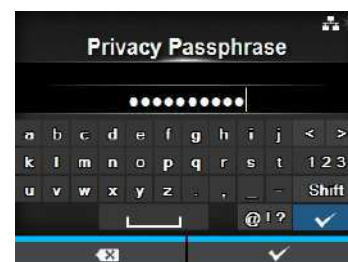 Privacy Passphrase
••••••••••
a b c d e f g h i j < >
k l m n o p q r s t 123
u v w x y z . , _ - Shift
@!?